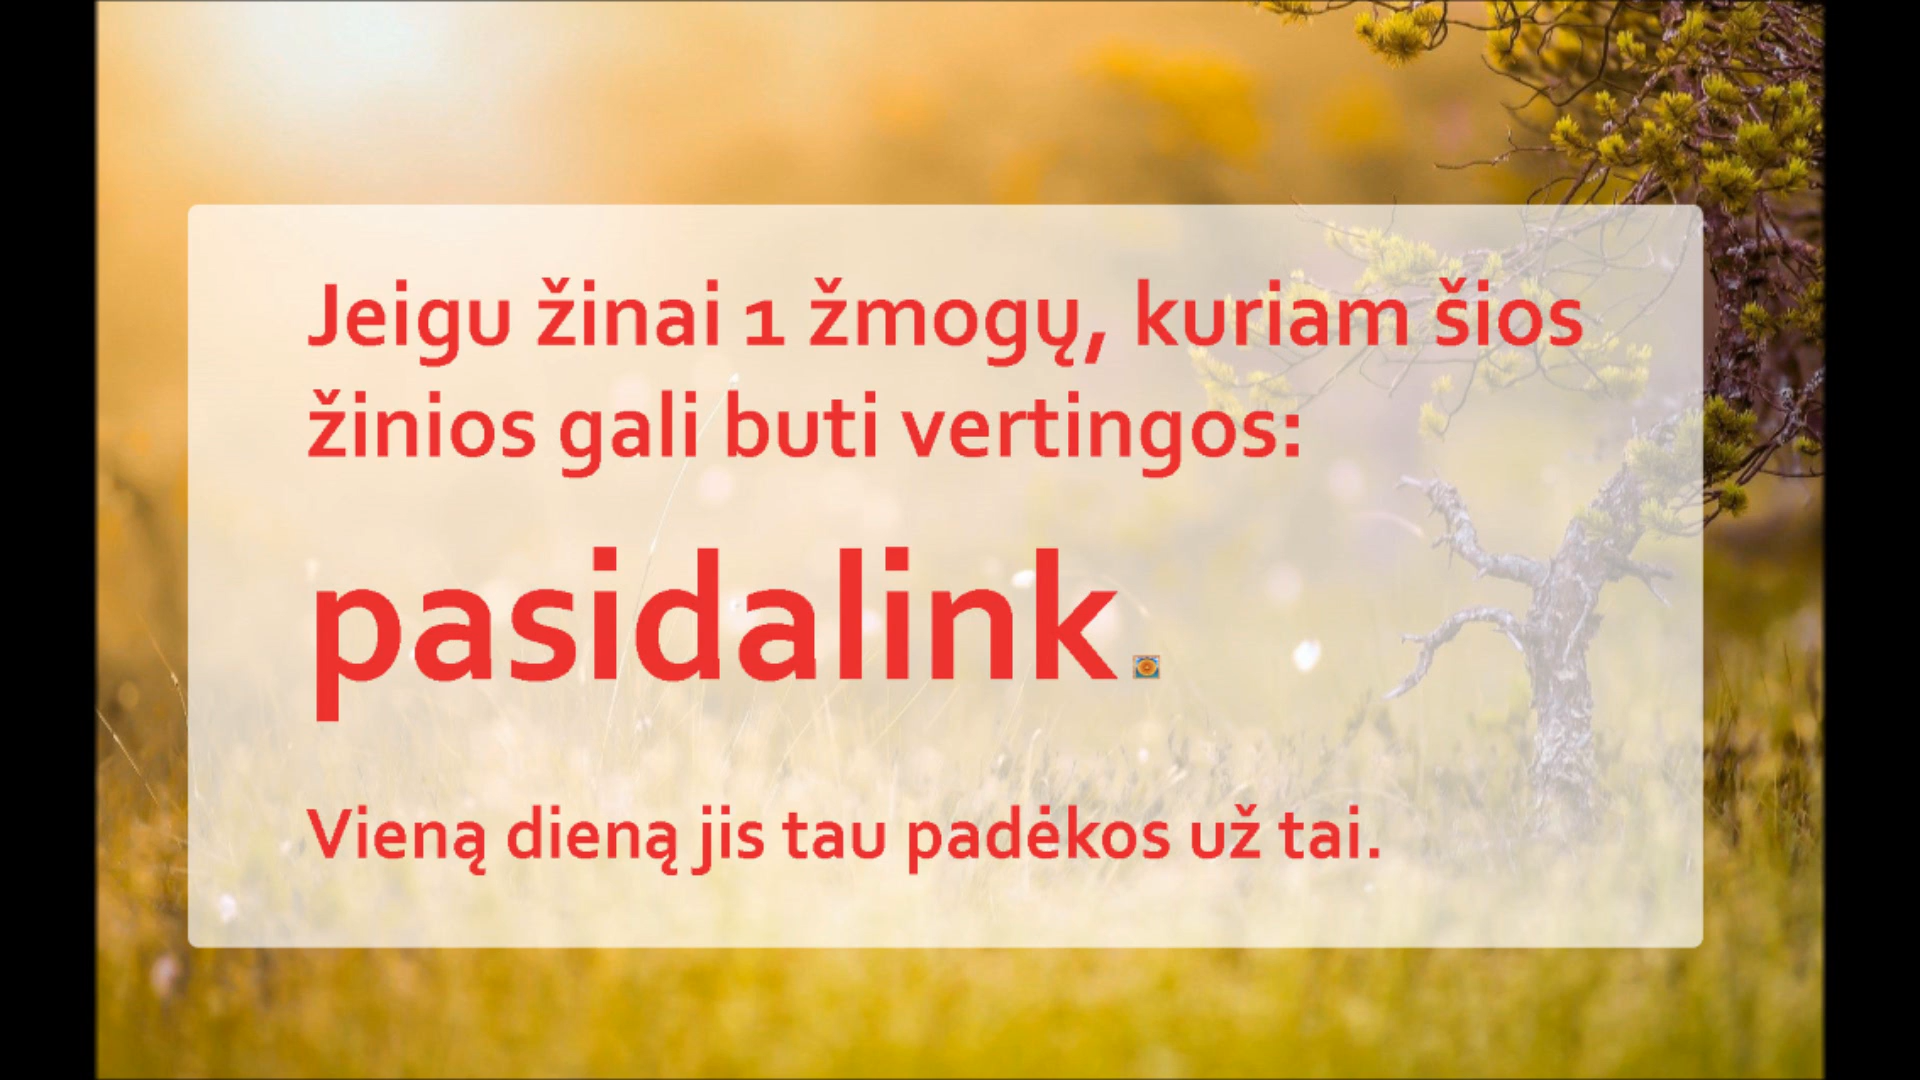 Jeigu žinai 1 žmogų, kuriam šios
žinios gali buti vertingos:
pasidalink.
Vieną dieną jis tau padėkos už tai.